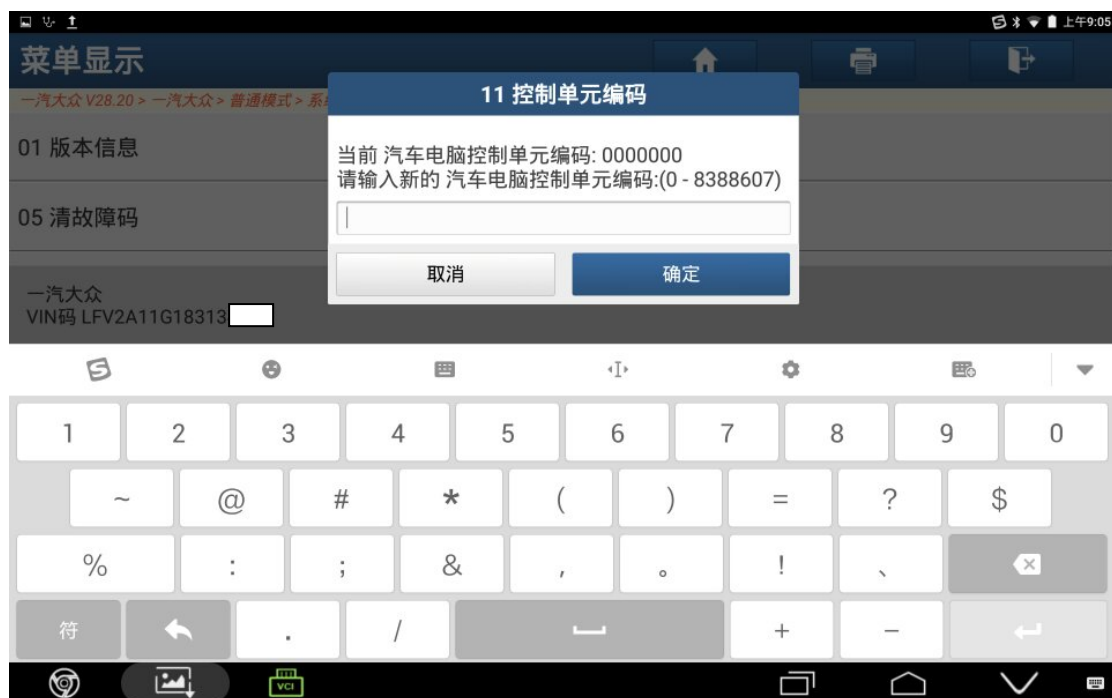 上午9:05
菜单显示
一汽大众 V28.20 > 一汽大众 > 普通模式 > 系
11 控制单元编码
01 版本信息
当前 汽车电脑控制单元编码: 0000000
请输入新的 汽车电脑控制单元编码:(0 - 8388607)
05 清故障码
取消
确定
一汽大众
VIN码 LFV2A11G18313
1 2 3 4 5 6 7 8 9 0
~ @ # * ( ) = ? $
% : ; & , 。 ! 、
符 . / + −
VCI